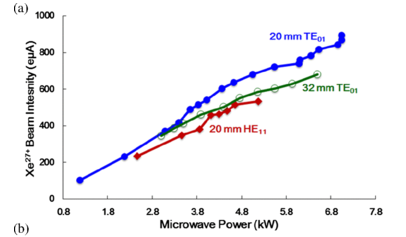 (a)
1000
800
600
400
200
0
Xe²⁷⁺ Beam Intesnrity (eμA)
20 mm TE₀₁
32 mm TE₀₁
20 mm HE₁₁
0.8 1.8 2.8 3.8 4.8 5.8 6.8 7.8
Microwave Power (kW)
(b)